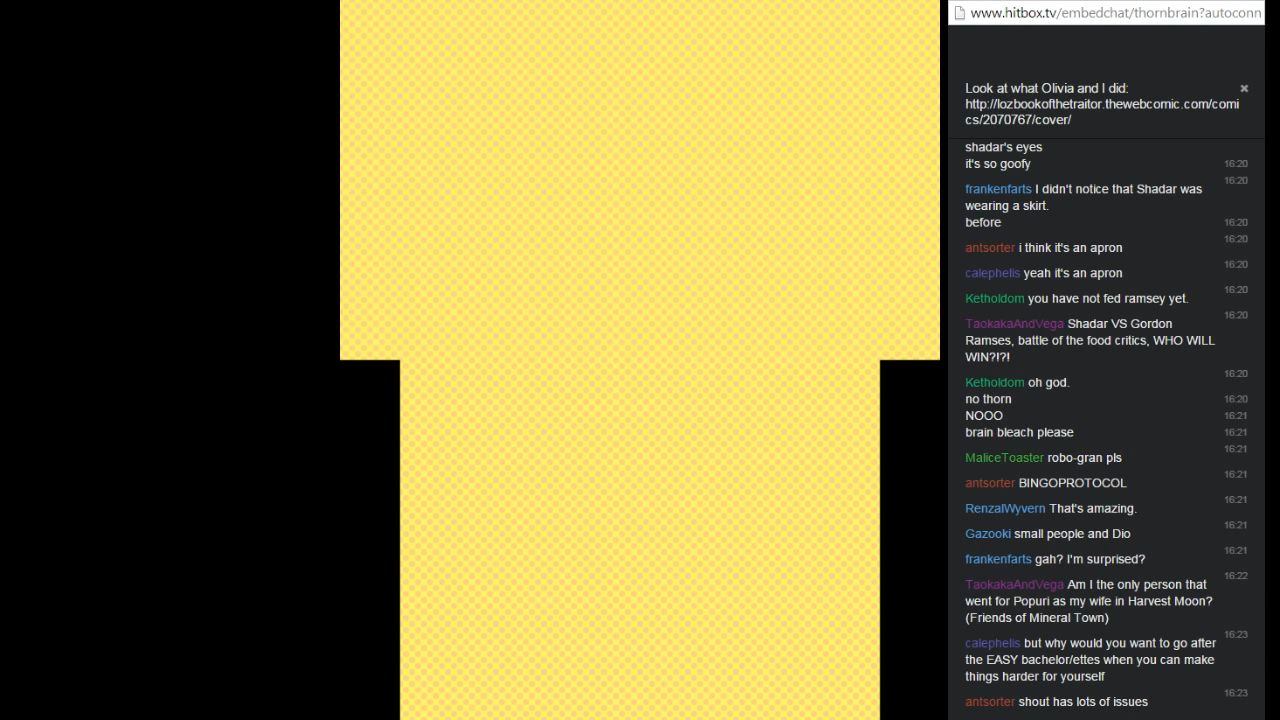 www.hitbox.tv/embedchat/thornbrain?autoconn
Look at what Olivia and I did:
http://lozbookofthetraitor.thewebcomic.com/comi
cs/2070767/cover/
shadar's eyes
it's so goofy 16:20
16:20
frankenfarts I didn't notice that Shadar was
wearing a skirt.
before 16:20
16:20
antsorter i think it's an apron
16:20
calephelis yeah it's an apron
16:20
Ketholdom you have not fed ramsey yet.
16:20
TaokakaAndVega Shadar VS Gordon
Ramses, battle of the food critics, WHO WILL
WIN?!?!
16:20
Ketholdom oh god.
no thorn 16:20
NOOO 16:21
brain bleach please 16:21
16:21
MaliceToaster robo-gran pls
16:21
antsorter BINGOPROTOCOL
16:21
RenzalWyvern That's amazing.
16:21
Gazooki small people and Dio
16:21
frankenfarts gah? I'm surprised?
16:22
TaokakaAndVega Am I the only person that
went for Popuri as my wife in Harvest Moon?
(Friends of Mineral Town)
16:23
calephelis but why would you want to go after
the EASY bachelor/ettes when you can make
things harder for yourself
16:23
antsorter shout has lots of issues